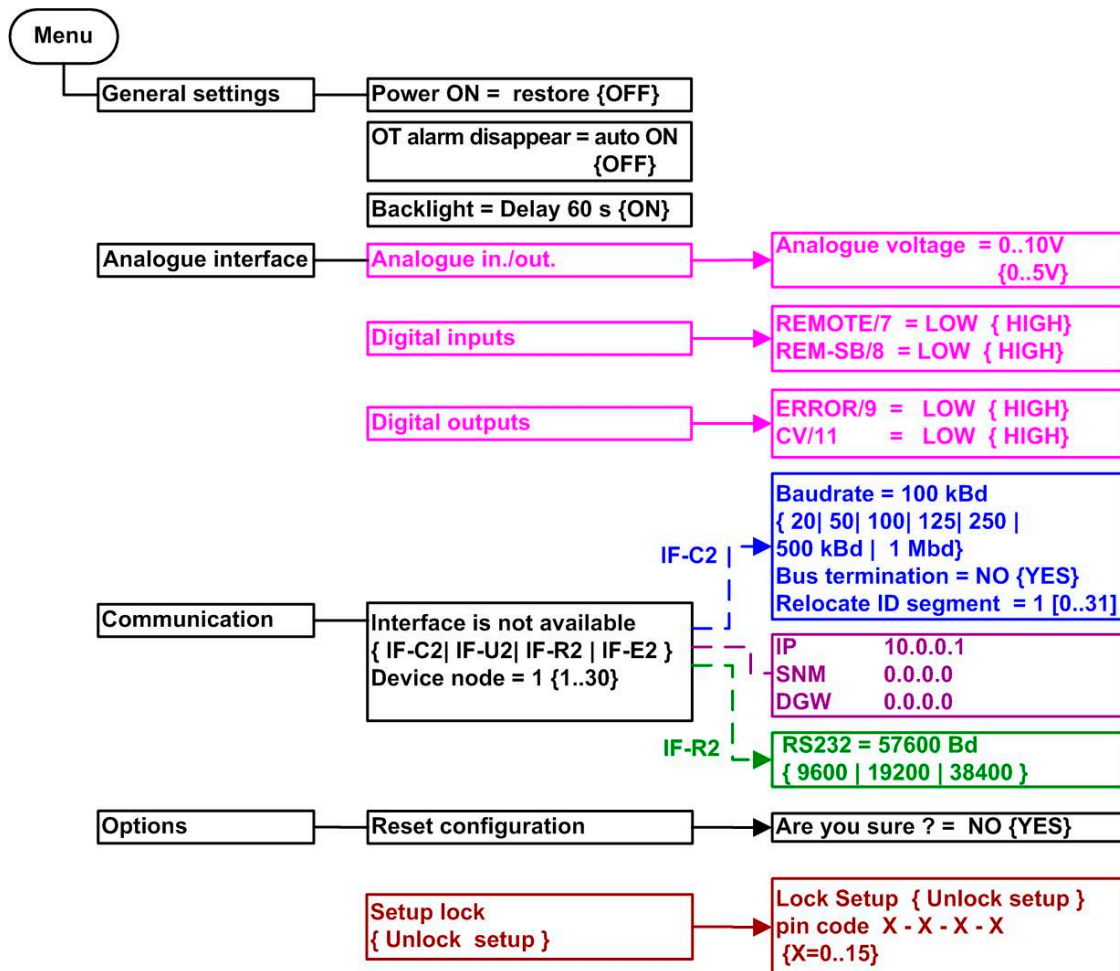 Menu
General settings
Power ON = restore {OFF}
OT alarm disappear = auto ON
{OFF}
Backlight = Delay 60 s {ON}
Analogue interface
Analogue in./out.
Analogue voltage = 0..10V
{0..5V}
Digital inputs
REMOTE/7 = LOW { HIGH}
REM-SB/8 = LOW { HIGH}
Digital outputs
ERROR/9 = LOW { HIGH}
CV/11 = LOW { HIGH}
Communication
Interface is not available
{ IF-C2| IF-U2| IF-R2 | IF-E2 }
Device node = 1 {1..30}
IF-C2
Baudrate = 100 kBd
{ 20| 50| 100| 125| 250 |
500 kBd | 1 Mbd}
Bus termination = NO {YES}
Relocate ID segment = 1 [0..31]
IP 10.0.0.1
SNM 0.0.0.0
DGW 0.0.0.0
IF-R2
RS232 = 57600 Bd
{ 9600 | 19200 | 38400 }
Options
Reset configuration
Are you sure ? = NO {YES}
Setup lock
{ Unlock setup }
Lock Setup { Unlock setup }
pin code X - X - X - X
{X=0..15}